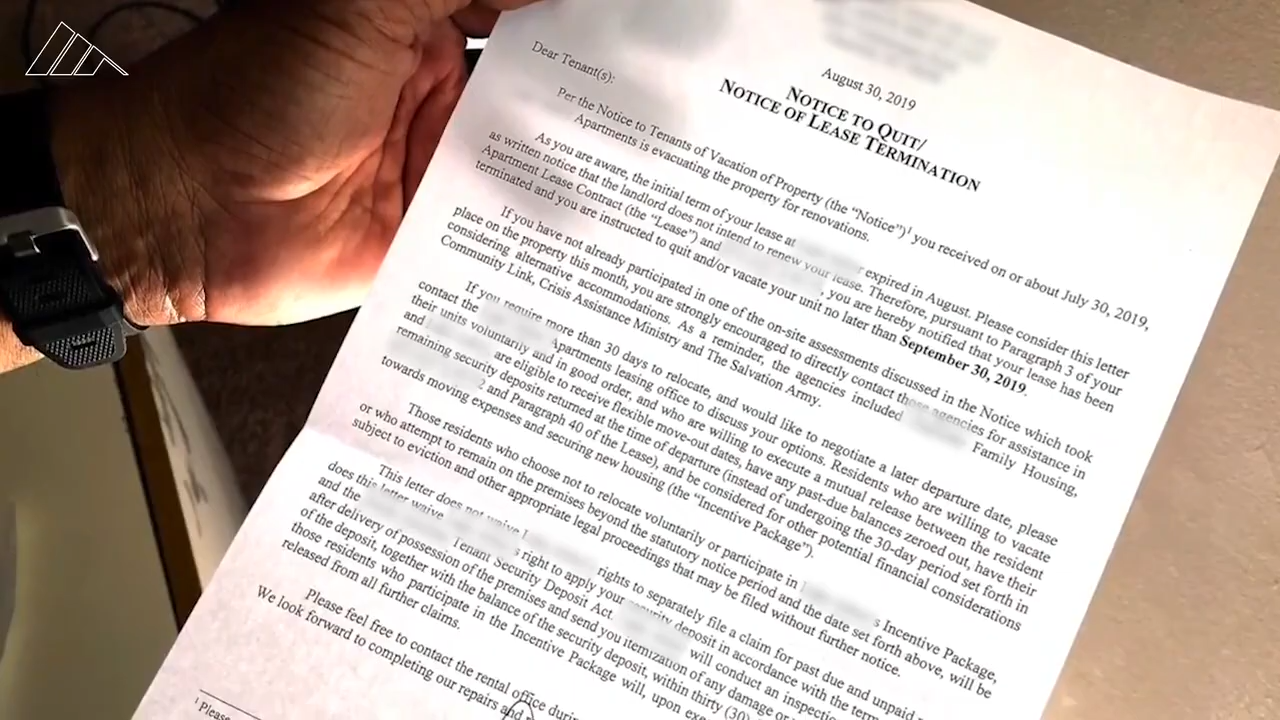 August 30, 2019
NOTICE TO QUIT/
NOTICE OF LEASE TERMINATION
Dear Tenant(s):
Per the Notice to Tenants of Vacation of Property (the “Notice”)¹ you received on or about July 30, 2019,
Apartments is evacuating the property for renovations.
As you are aware, the initial term of your lease at expired in August. Please consider this letter
as written notice that the landlord does not intend to renew your lease. Therefore, pursuant to Paragraph 3 of your
Apartment Lease Contract (the “Lease”) and , you are hereby notified that your lease has been
terminated and you are instructed to quit and/or vacate your unit no later than September 30, 2019.
If you have not already participated in one of the on-site assessments discussed in the Notice which took
place on the property this month, you are strongly encouraged to directly contact those agencies for assistance in
considering alternative accommodations. As a reminder, the agencies included Family Housing,
Community Link, Crisis Assistance Ministry and The Salvation Army.
If you require more than 30 days to relocate, and would like to negotiate a later departure date, please
contact the Apartments leasing office to discuss your options. Residents who are willing to vacate
their units voluntarily and in good order, and who are willing to execute a mutual release between the resident
and are eligible to receive flexible move-out dates, have any past-due balances zeroed out, have their
remaining security deposits returned at the time of departure (instead of undergoing the 30-day period set forth in
2 and Paragraph 40 of the Lease), and be considered for other potential financial considerations
towards moving expenses and securing new housing (the “Incentive Package”).
Those residents who choose not to relocate voluntarily or participate in s Incentive Package,
or who attempt to remain on the premises beyond the statutory notice period and the date set forth above, will be
subject to eviction and other appropriate legal proceedings that may be filed without further notice.
This letter does not waive rights to separately file a claim for past due and unpaid
does this letter waive s right to apply your security deposit in accordance with the term
and the Tenant Security Deposit Act. will conduct an inspection
after delivery of possession of the premises and send you itemization of any damage or
of the deposit, together with the balance of the security deposit, within thirty (30)
those residents who participate in the Incentive Package will, upon
released from all further claims.
Please feel free to contact the rental office
We look forward to completing our repairs and
¹ Please